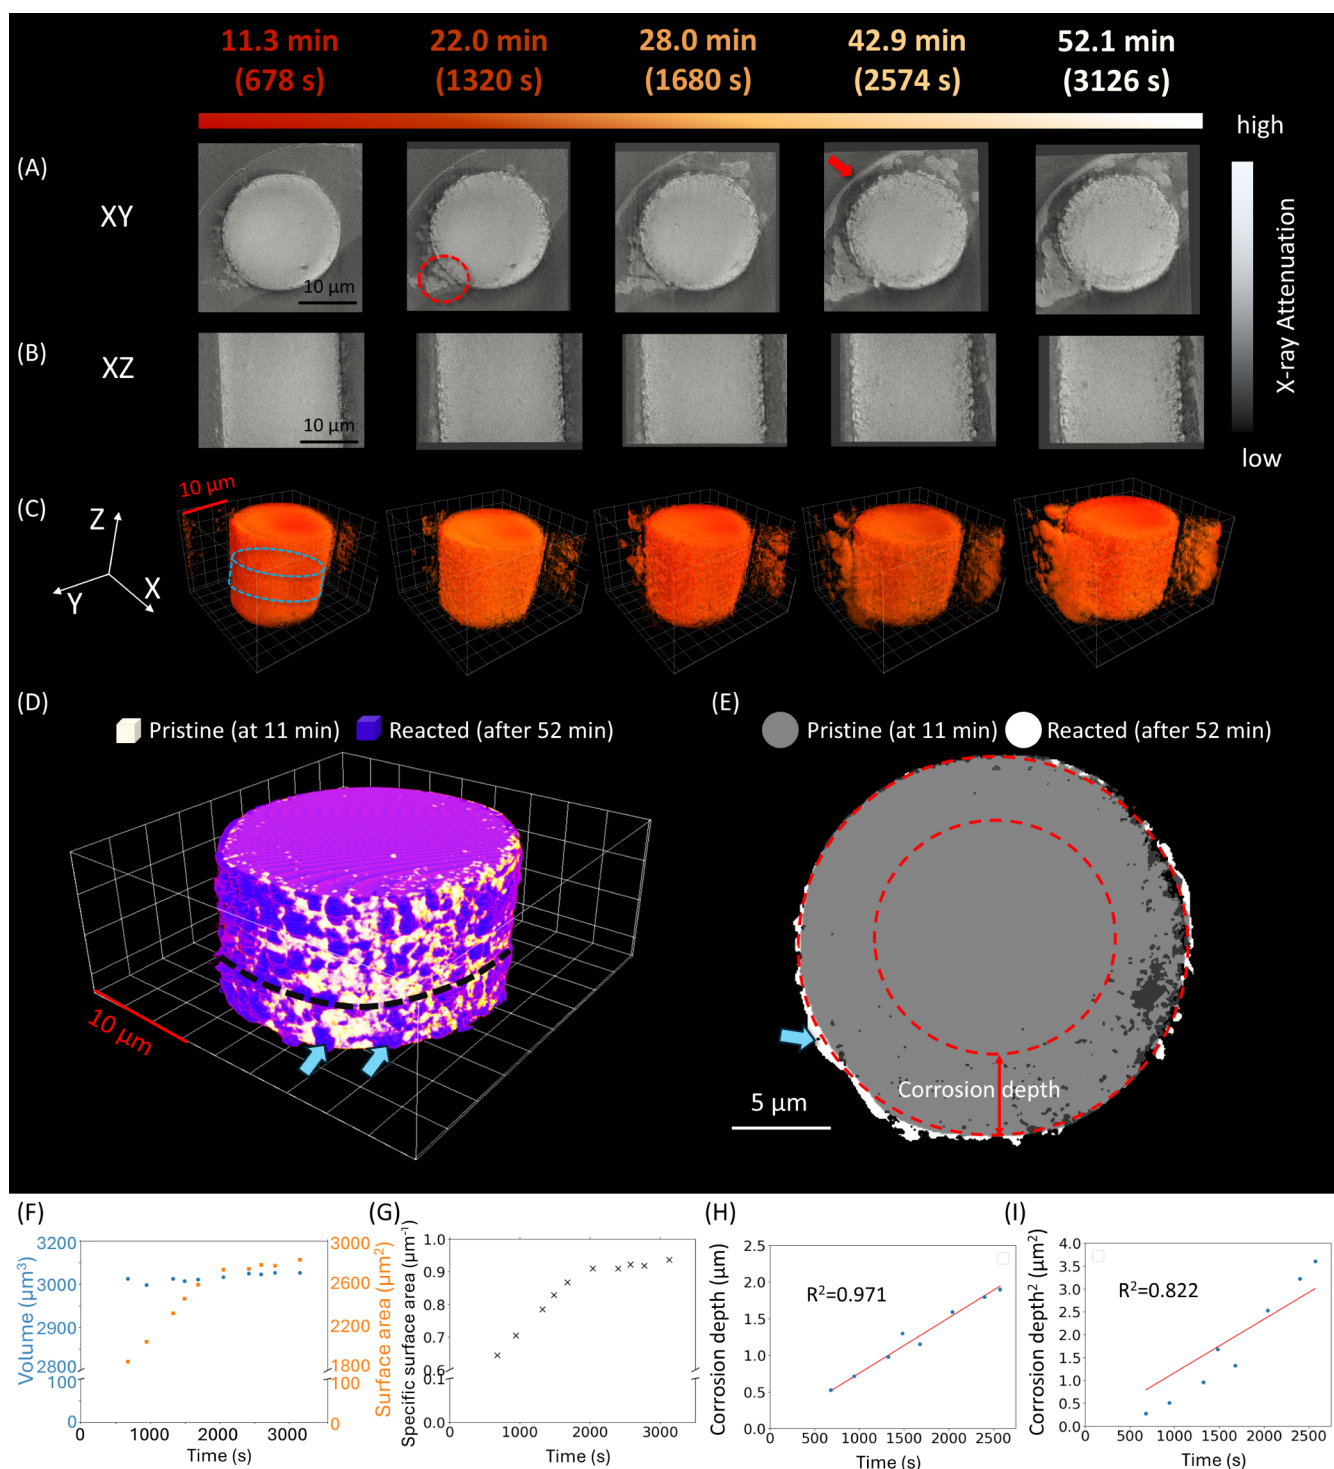 11.3 min 22.0 min 28.0 min 42.9 min 52.1 min
(678 s) (1320 s) (1680 s) (2574 s) (3126 s)
high
(A)
XY
10 µm
X-ray Attenuation
(B)
XZ
10 µm
low
(C)
10 µm
Z
Y
X
(D)
Pristine (at 11 min) Reacted (after 52 min)
10 µm
(E)
Pristine (at 11 min) Reacted (after 52 min)
Corrosion depth
5 µm
(F)
Volume (µm³)
3200
3100
3000
2900
2800
100
0
3000
2600
2200
1800
100
0
Surface area (µm²)
0 1000 2000 3000
Time (s)
(G)
Specific surface area (µm⁻¹)
1.0
0.9
0.8
0.7
0.6
0.1
0.0
0 1000 2000 3000
Time (s)
(H)
Corrosion depth (µm)
2.5
2.0
1.5
1.0
0.5
0.0
R²=0.971
0 500 1000 1500 2000 2500
Time (s)
(I)
Corrosion depth² (µm²)
4.0
3.5
3.0
2.5
2.0
1.5
1.0
0.5
0.0
R²=0.822
0 500 1000 1500 2000 2500
Time (s)